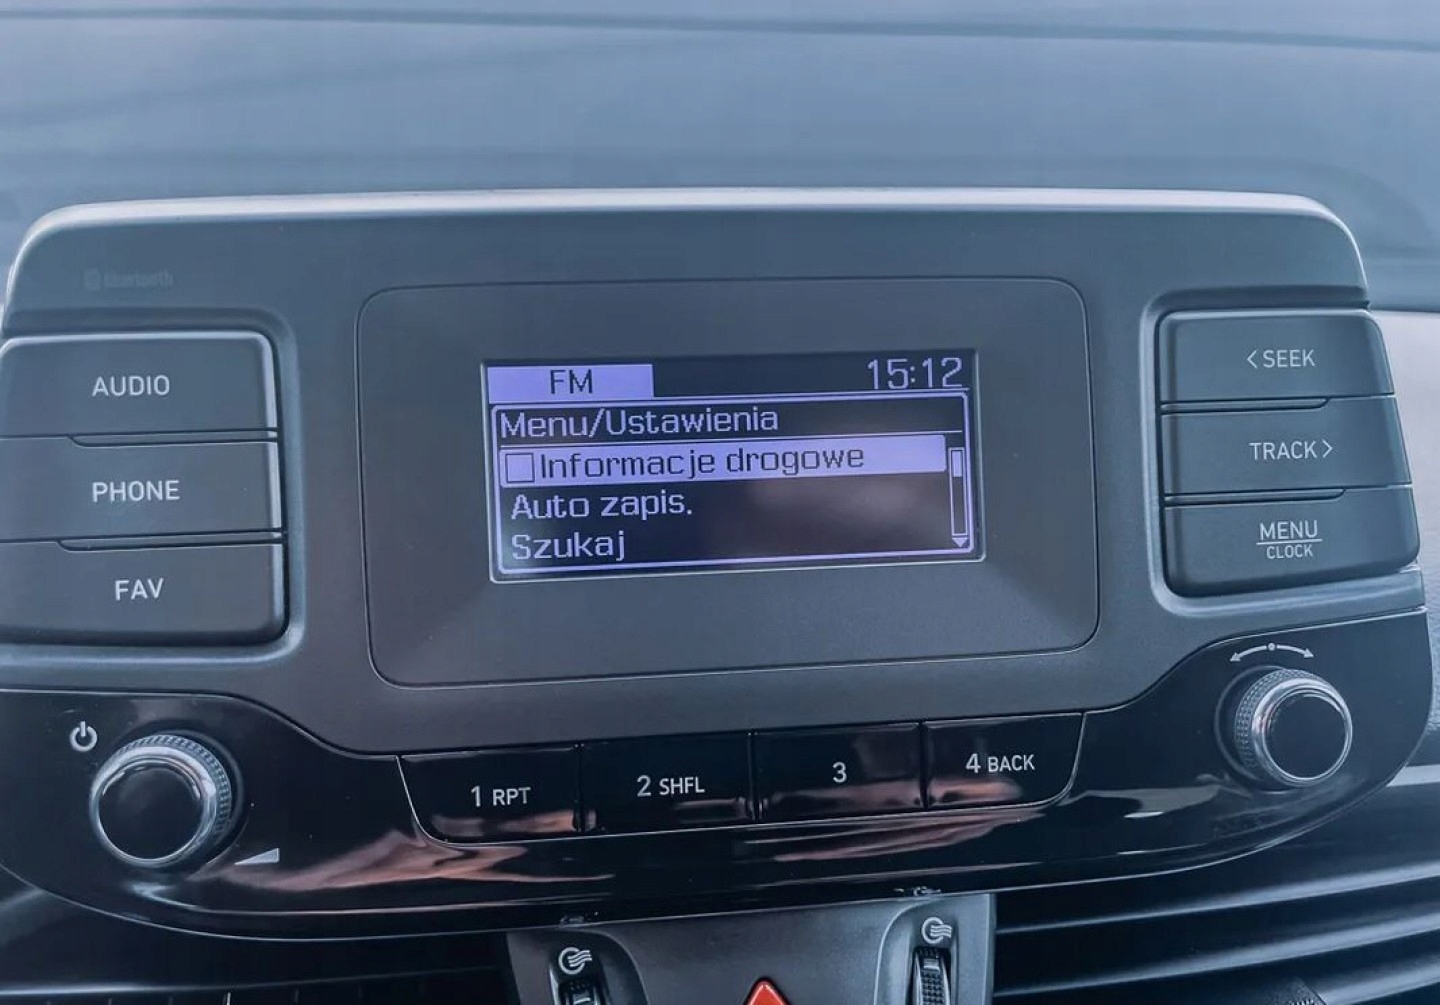 Bluetooth
AUDIO
PHONE
FAV
FM 15:12
Menu/Ustawienia
Informacje drogowe
Auto zapis.
Szukaj
< SEEK
TRACK >
MENU
CLOCK
1 RPT
2 SHFL
3
4 BACK